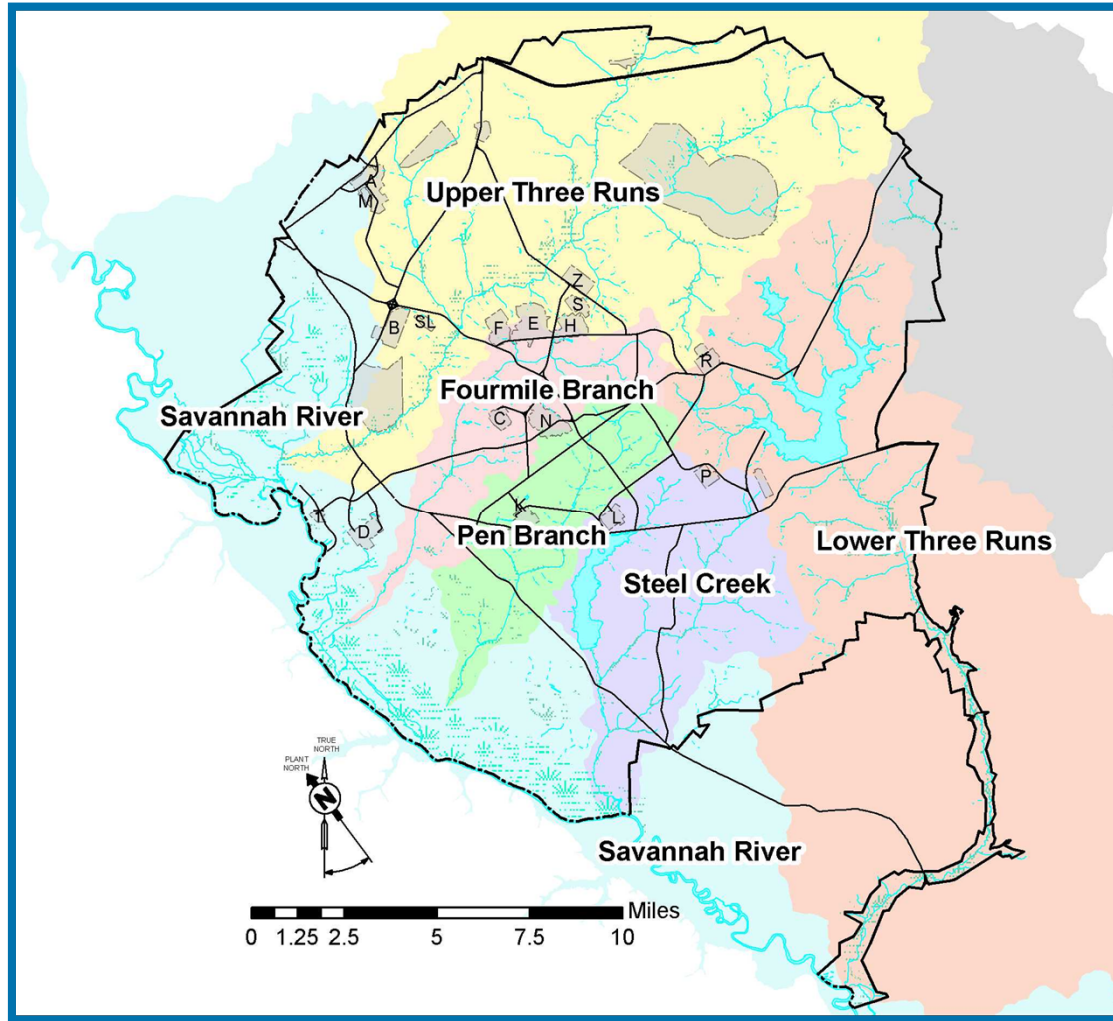 A
M
Upper Three Runs
Z
S
B
SL
F
E
H
R
Fourmile Branch
Savannah River
C
N
P
K
L
T
D
Pen Branch
Lower Three Runs
Steel Creek
TRUE
NORTH
PLANT
NORTH
N
Savannah River
Miles
0 1.25 2.5 5 7.5 10